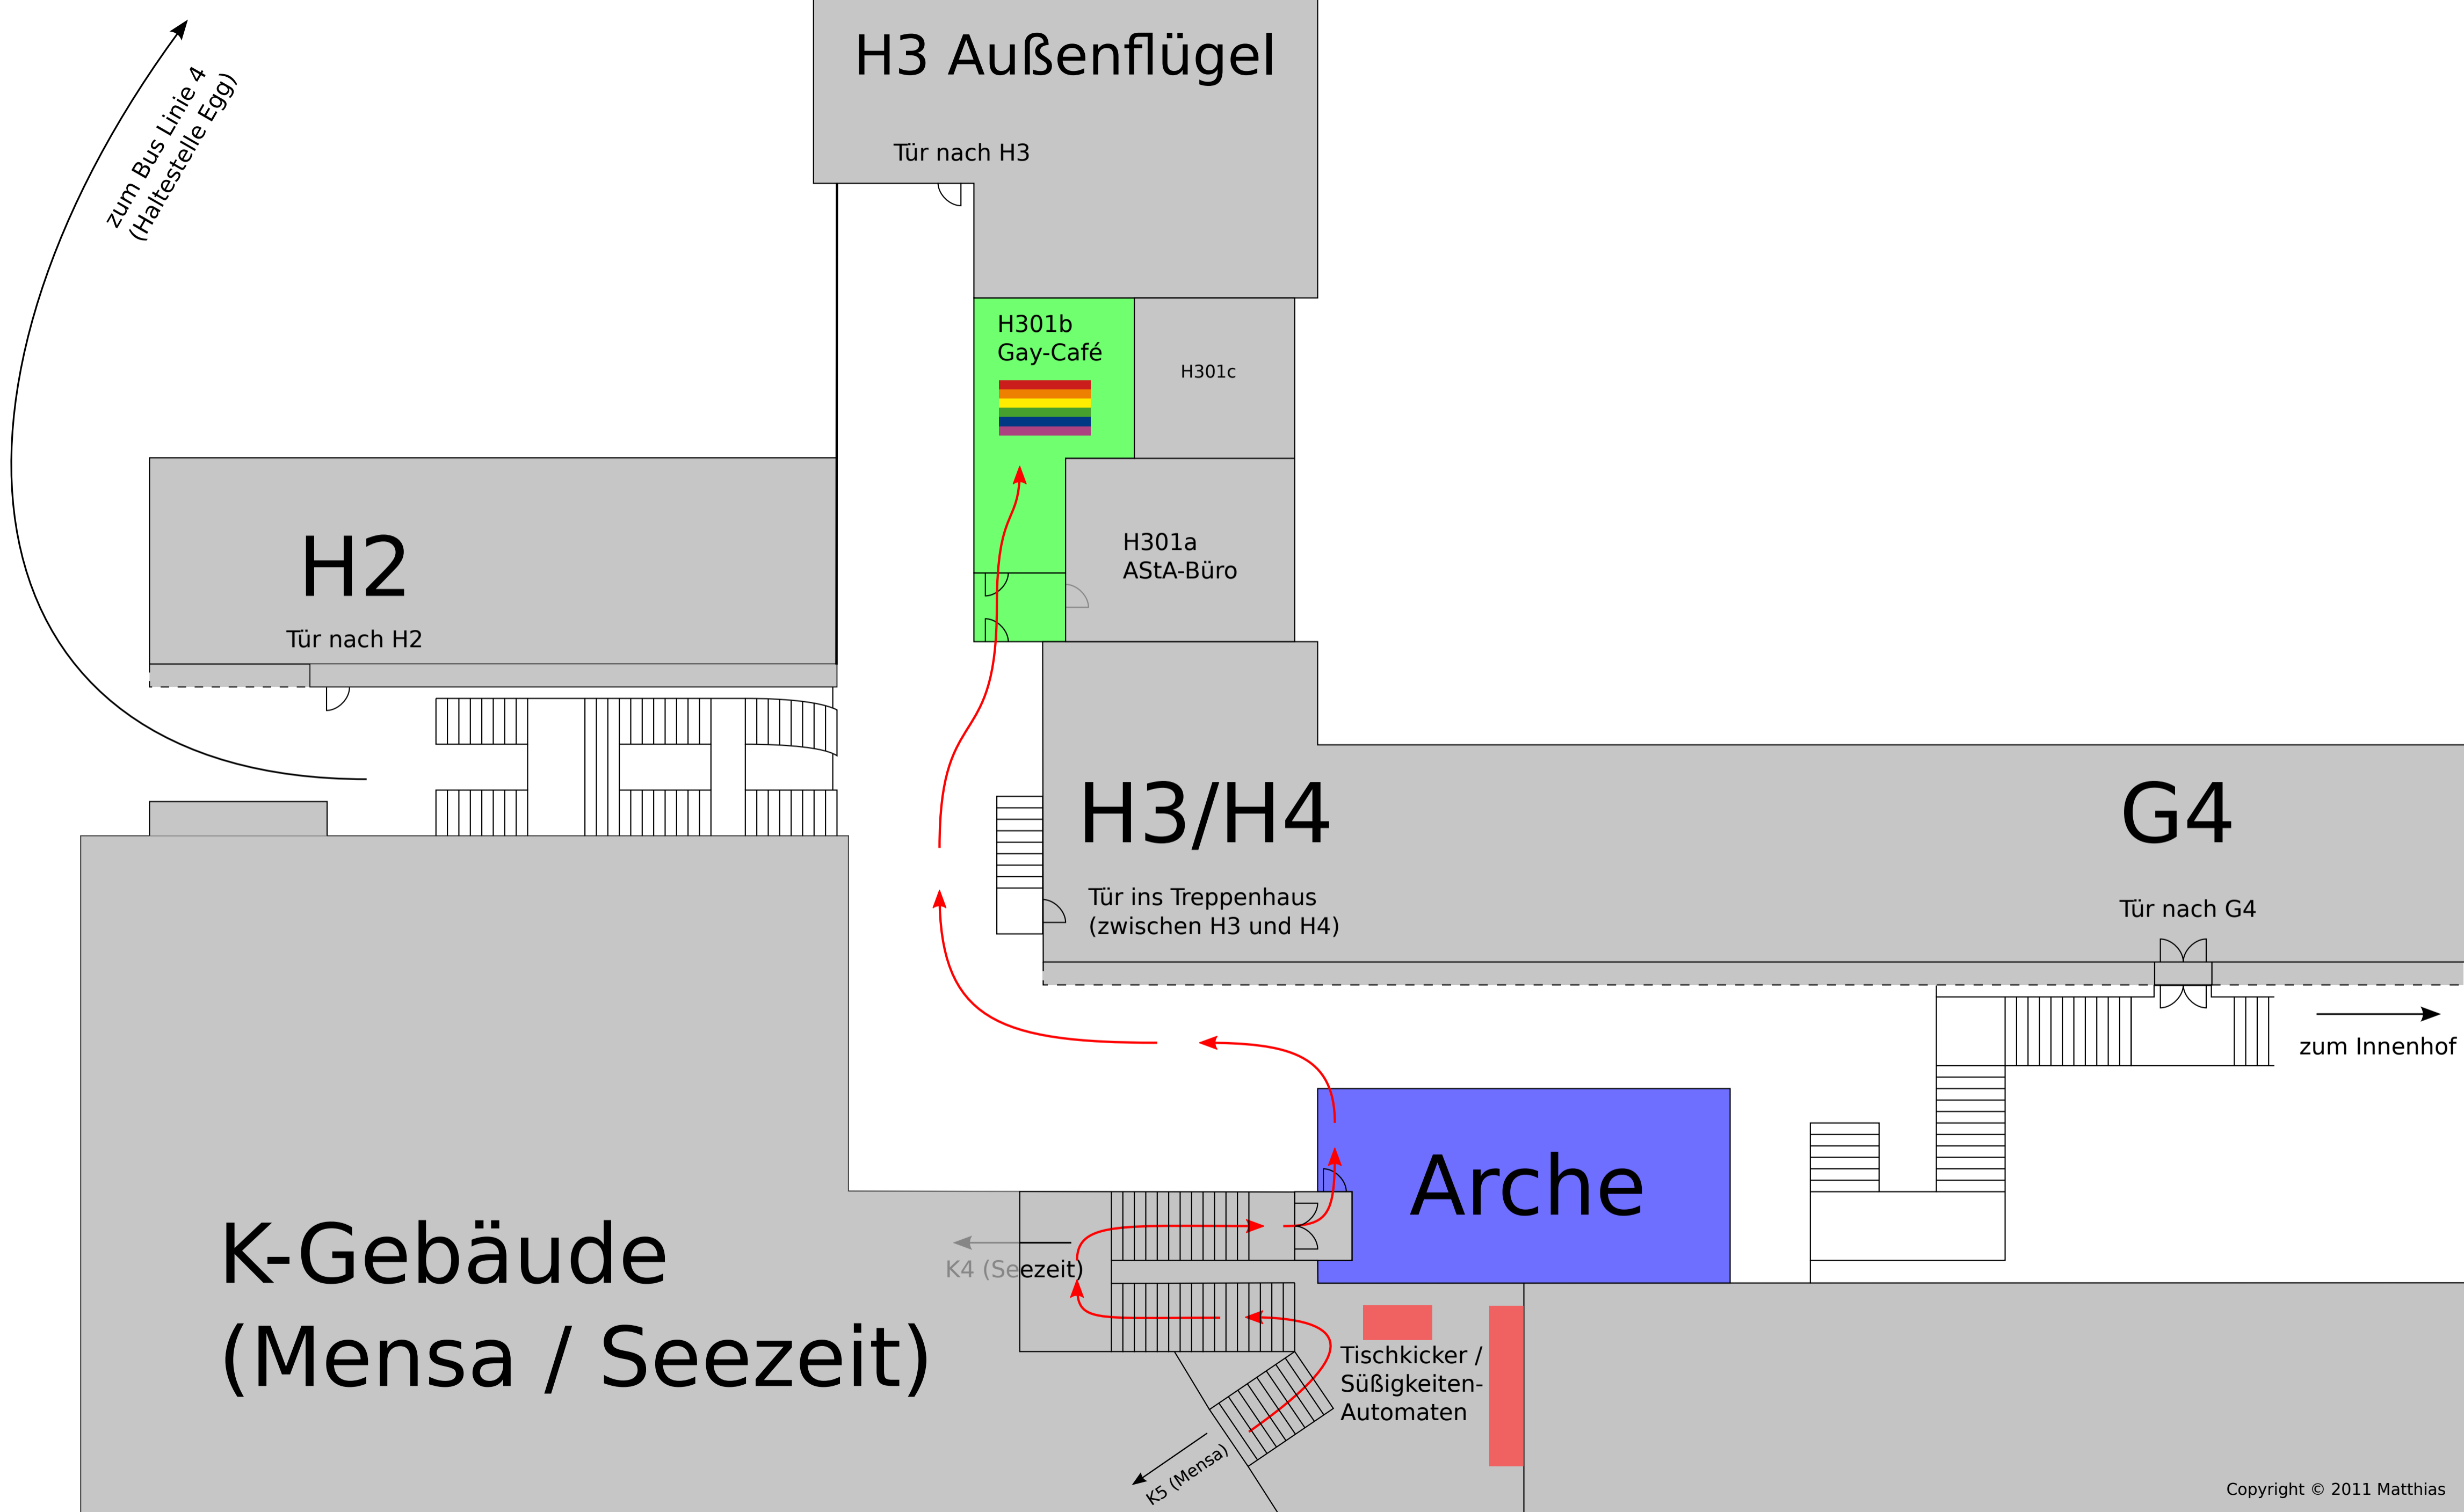 H3 Außenflügel
zum Bus Linie 4
(Haltestelle Egg)
Tür nach H3
H301b
Gay-Café
H301c
H2
H301a
AStA-Büro
Tür nach H2
H3/H4
G4
Tür ins Treppenhaus
(zwischen H3 und H4)
Tür nach G4
zum Innenhof
Arche
K-Gebäude
(Mensa / Seezeit)
K4 (Seezeit)
Tischkicker /
Süßigkeiten-
Automaten
K5 (Mensa)
Copyright © 2011 Matthias